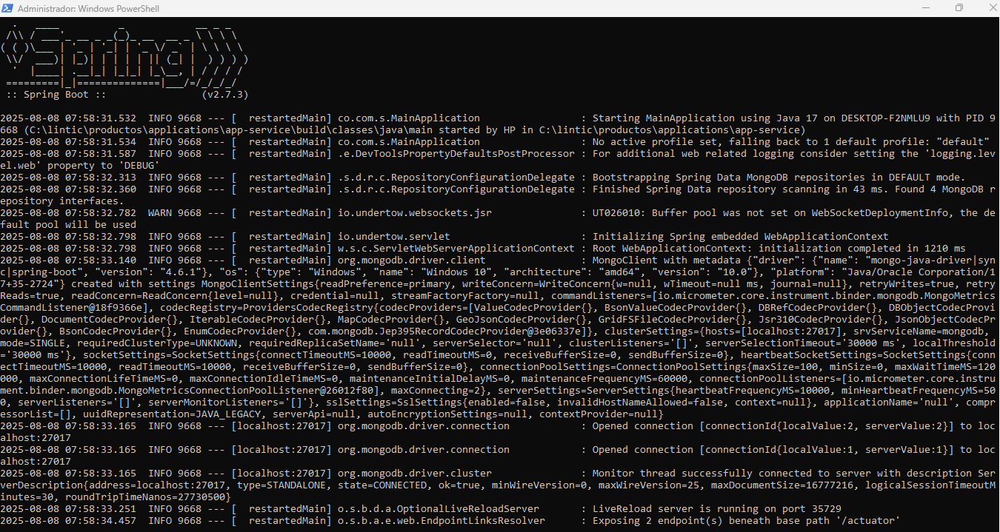 Administrador: Windows PowerShell
  .   ____          _            __ _ _
 /\\ / ___'_ __ _ _(_)_ __  __ _ \ \ \ \
( ( )\___ | '_ | '_| | '_ \/ _` | \ \ \ \
 \\/  ___)| |_)| | | | | || (_| |  ) ) ) )
  '  |____| .__|_| |_|_| |_\__, | / / / /
 =========|_|==============|___/=/_/_/_/
 :: Spring Boot ::                (v2.7.3)
2025-08-08 07:58:31.532  INFO 9668 --- [  restartedMain] co.com.s.MainApplication                 : Starting MainApplication using Java 17 on DESKTOP-F2NMLU9 with PID 9
668 (C:\lintic\productos\applications\app-service\build\classes\java\main started by HP in C:\lintic\productos\applications\app-service)
2025-08-08 07:58:31.534  INFO 9668 --- [  restartedMain] co.com.s.MainApplication                 : No active profile set, falling back to 1 default profile: "default"
2025-08-08 07:58:31.587  INFO 9668 --- [  restartedMain] .e.DevToolsPropertyDefaultsPostProcessor : For additional web related logging consider setting the 'logging.lev
el.web' property to 'DEBUG'
2025-08-08 07:58:32.313  INFO 9668 --- [  restartedMain] .s.d.r.c.RepositoryConfigurationDelegate : Bootstrapping Spring Data MongoDB repositories in DEFAULT mode.
2025-08-08 07:58:32.360  INFO 9668 --- [  restartedMain] .s.d.r.c.RepositoryConfigurationDelegate : Finished Spring Data repository scanning in 43 ms. Found 4 MongoDB r
epository interfaces.
2025-08-08 07:58:32.782  WARN 9668 --- [  restartedMain] io.undertow.websockets.jsr               : UT026010: Buffer pool was not set on WebSocketDeploymentInfo, the de
fault pool will be used
2025-08-08 07:58:32.798  INFO 9668 --- [  restartedMain] io.undertow.servlet                      : Initializing Spring embedded WebApplicationContext
2025-08-08 07:58:32.798  INFO 9668 --- [  restartedMain] w.s.c.ServletWebServerApplicationContext : Root WebApplicationContext: initialization completed in 1210 ms
2025-08-08 07:58:33.140  INFO 9668 --- [  restartedMain] org.mongodb.driver.client                : MongoClient with metadata {"driver": {"name": "mongo-java-driver|syn
c|spring-boot", "version": "4.6.1"}, "os": {"type": "Windows", "name": "Windows 10", "architecture": "amd64", "version": "10.0"}, "platform": "Java/Oracle Corporation/1
7+35-2724"} created with settings MongoClientSettings{readPreference=primary, writeConcern=WriteConcern{w=null, wTimeout=null ms, journal=null}, retryWrites=true, retry
Reads=true, readConcern=ReadConcern{level=null}, credential=null, streamFactoryFactory=null, commandListeners=[io.micrometer.core.instrument.binder.mongodb.MongoMetrics
CommandListener@18f9366e], codecRegistry=ProvidersCodecRegistry{codecProviders=[ValueCodecProvider{}, BsonValueCodecProvider{}, DBRefCodecProvider{}, DBObjectCodecProvi
der{}, DocumentCodecProvider{}, IterableCodecProvider{}, MapCodecProvider{}, GeoJsonCodecProvider{}, GridFSFileCodecProvider{}, Jsr310CodecProvider{}, JsonObjectCodecPr
ovider{}, BsonCodecProvider{}, EnumCodecProvider{}, com.mongodb.Jep395RecordCodecProvider@3e06337e]}, clusterSettings={hosts=[localhost:27017], srvServiceName=mongodb,
mode=SINGLE, requiredClusterType=UNKNOWN, requiredReplicaSetName='null', serverSelector='null', clusterListeners='[]', serverSelectionTimeout='30000 ms', localThreshold
='30000 ms'}, socketSettings=SocketSettings{connectTimeoutMS=10000, readTimeoutMS=0, receiveBufferSize=0, sendBufferSize=0}, heartbeatSocketSettings=SocketSettings{conn
ectTimeoutMS=10000, readTimeoutMS=10000, receiveBufferSize=0, sendBufferSize=0}, connectionPoolSettings=ConnectionPoolSettings{maxSize=100, minSize=0, maxWaitTimeMS=120
000, maxConnectionLifeTimeMS=0, maxConnectionIdleTimeMS=0, maintenanceInitialDelayMS=0, maintenanceFrequencyMS=60000, connectionPoolListeners=[io.micrometer.core.instru
ment.binder.mongodb.MongoMetricsConnectionPoolListener@26012f80], maxConnecting=2}, serverSettings=ServerSettings{heartbeatFrequencyMS=10000, minHeartbeatFrequencyMS=50
0, serverListeners='[]', serverMonitorListeners='[]'}, sslSettings=SslSettings{enabled=false, invalidHostNameAllowed=false, context=null}, applicationName='null', compr
essorList=[], uuidRepresentation=JAVA_LEGACY, serverApi=null, autoEncryptionSettings=null, contextProvider=null}
2025-08-08 07:58:33.165  INFO 9668 --- [localhost:27017] org.mongodb.driver.connection            : Opened connection [connectionId{localValue:2, serverValue:2}] to loc
alhost:27017
2025-08-08 07:58:33.165  INFO 9668 --- [localhost:27017] org.mongodb.driver.connection            : Opened connection [connectionId{localValue:1, serverValue:1}] to loc
alhost:27017
2025-08-08 07:58:33.165  INFO 9668 --- [localhost:27017] org.mongodb.driver.cluster               : Monitor thread successfully connected to server with description Ser
verDescription{address=localhost:27017, type=STANDALONE, state=CONNECTED, ok=true, minWireVersion=0, maxWireVersion=25, maxDocumentSize=16777216, logicalSessionTimeoutM
inutes=30, roundTripTimeNanos=27730500}
2025-08-08 07:58:33.251  INFO 9668 --- [  restartedMain] o.s.b.d.a.OptionalLiveReloadServer       : LiveReload server is running on port 35729
2025-08-08 07:58:34.457  INFO 9668 --- [  restartedMain] o.s.b.a.e.web.EndpointLinksResolver      : Exposing 2 endpoint(s) beneath base path '/actuator'